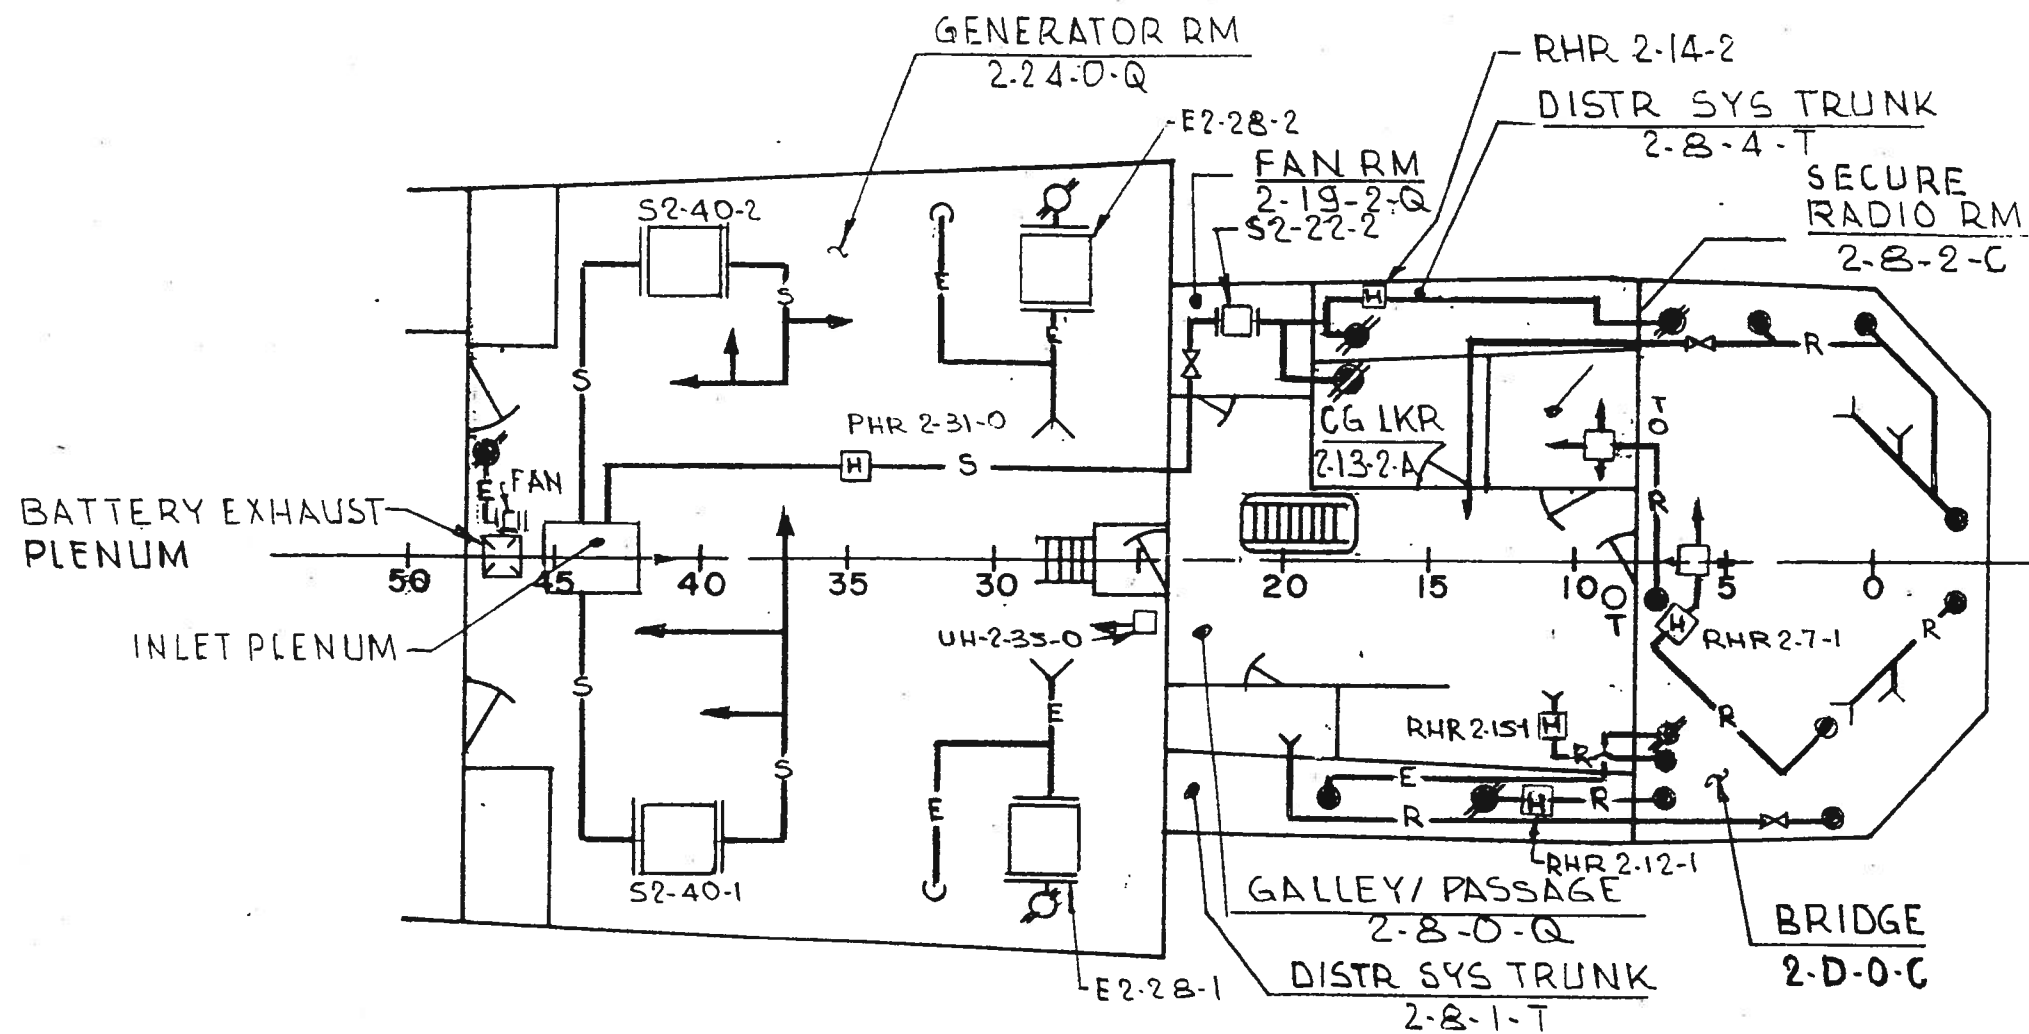 GENERATOR RM
2-24-0-Q
RHR 2-14-2
DISTR SYS TRUNK
2-8-4-T
E2-28-2
FAN RM
2-19-2-Q
S2-22-2
SECURE
RADIO RM
2-8-2-C
S2-40-2
S
E
E
H
R
S
PHR 2-31-0
CG LKR
2-13-2-A
TO
H
S
R
E
FAN
BATTERY EXHAUST
PLENUM
50
45
40
35
30
20
15
10
5
0
OT
INLET PLENUM
UH-2-35-0
H
RHR 2-7-1
R
S
E
RHR 2-15-1
H
R
R
S
E
E
H
R
R
RHR 2-12-1
S2-40-1
GALLEY/ PASSAGE
2-8-0-Q
BRIDGE
2-D-0-C
DISTR SYS TRUNK
2-8-1-T
E2-28-1